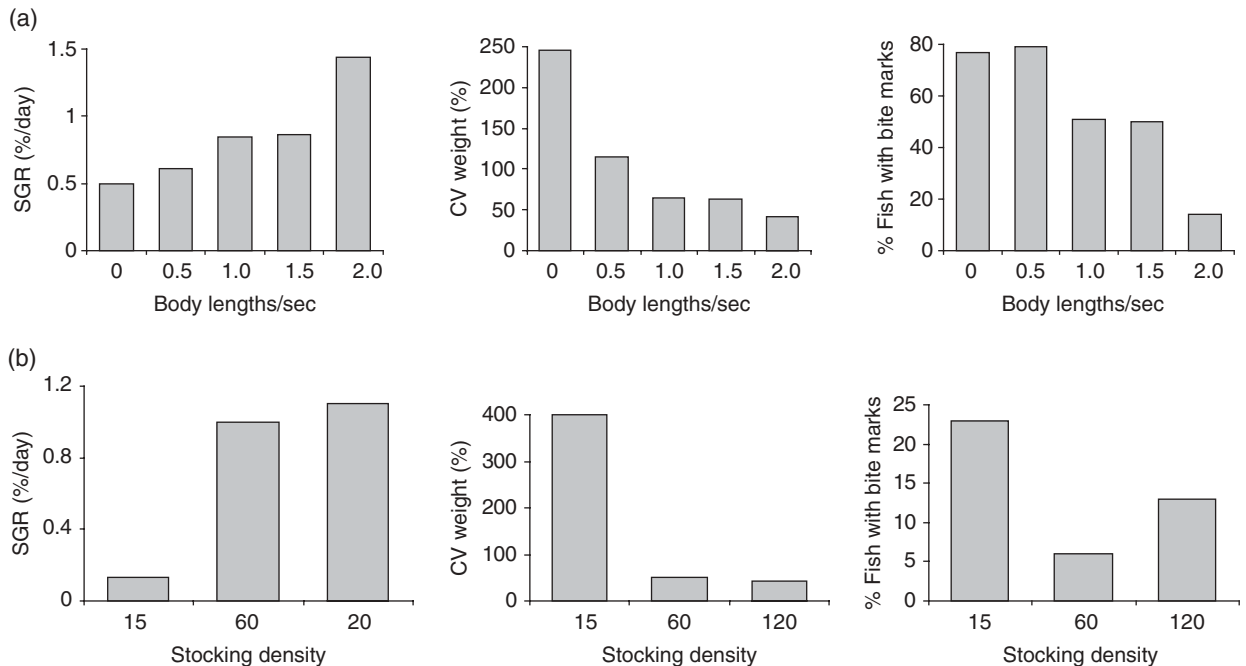 (a)
SGR (%/day)
1.5
1
0.5
0
0 0.5 1.0 1.5 2.0
Body lengths/sec
CV weight (%)
250
200
150
100
50
0
0 0.5 1.0 1.5 2.0
Body lengths/sec
% Fish with bite marks
80
60
40
20
0
0 0.5 1.0 1.5 2.0
Body lengths/sec
(b)
SGR (%/day)
1.2
0.8
0.4
0
15 60 20
Stocking density
CV weight (%)
400
300
400
100
0
15 60 120
Stocking density
% Fish with bite marks
25
20
15
10
5
0
15 60 120
Stocking density